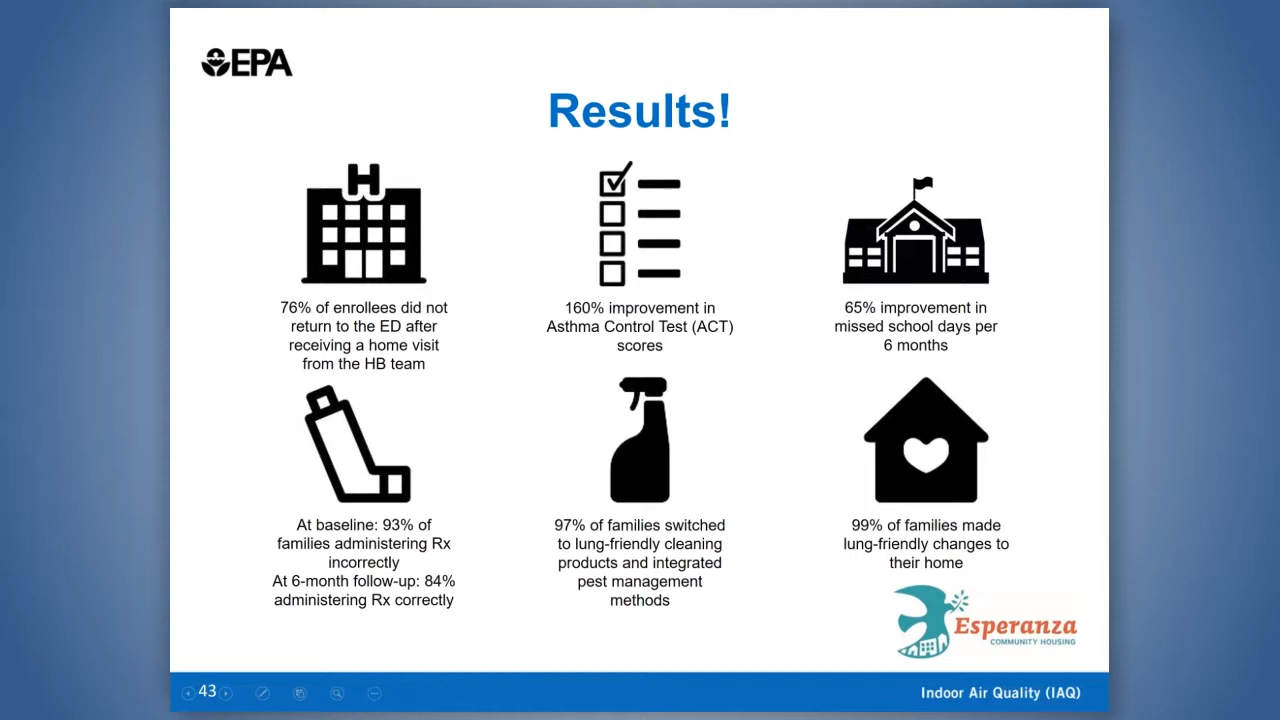 EPA
Results!
H
76% of enrollees did not
return to the ED after
receiving a home visit
from the HB team
160% improvement in
Asthma Control Test (ACT)
scores
65% improvement in
missed school days per
6 months
At baseline: 93% of
families administering Rx
incorrectly
At 6-month follow-up: 84%
administering Rx correctly
97% of families switched
to lung-friendly cleaning
products and integrated
pest management
methods
99% of families made
lung-friendly changes to
their home
Esperanza
COMMUNITY HOUSING
43
Indoor Air Quality (IAQ)